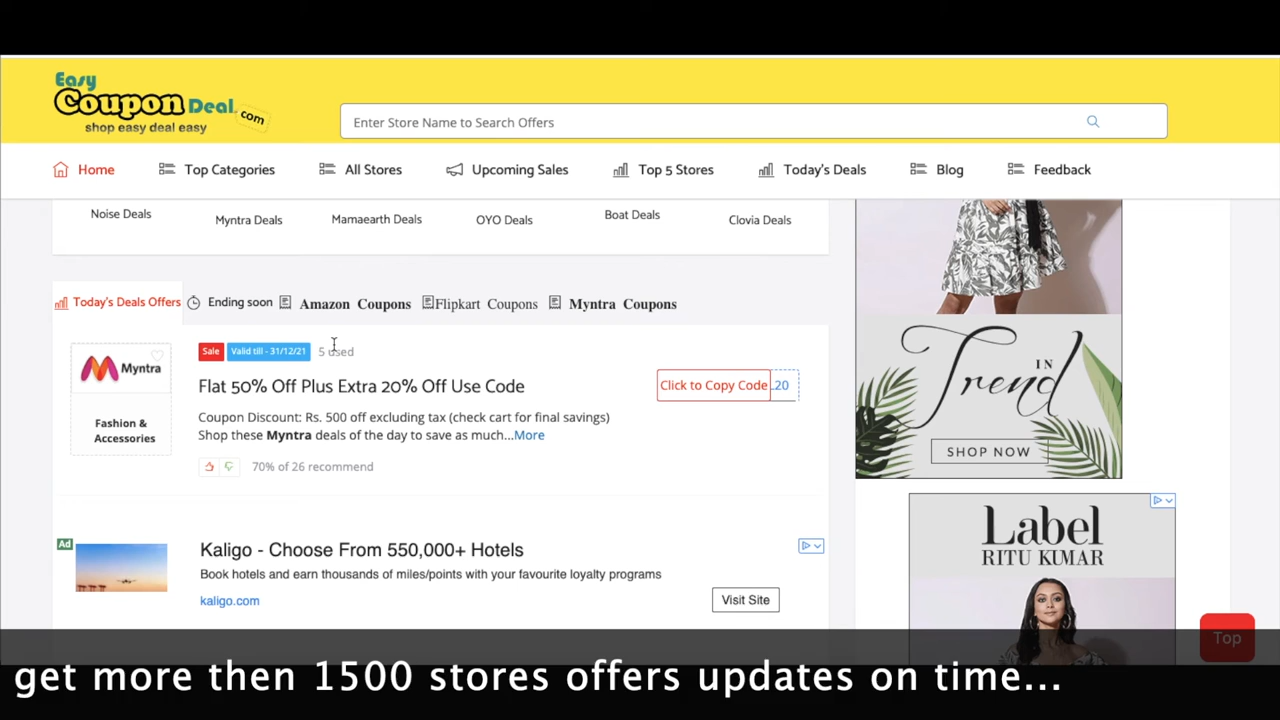 Easy
Coupon Deal.com
shop easy deal easy
Enter Store Name to Search Offers
Home
Top Categories
All Stores
Upcoming Sales
Top 5 Stores
Today's Deals
Blog
Feedback
Noise Deals
Myntra Deals
Mamaearth Deals
OYO Deals
Boat Deals
Clovia Deals
Today's Deals Offers
Ending soon
Amazon Coupons
Flipkart Coupons
Myntra Coupons
Myntra
Fashion &
Accessories
Sale
Valid till - 31/12/21
5 used
Flat 50% Off Plus Extra 20% Off Use Code
Click to Copy Code
20
Coupon Discount: Rs. 500 off excluding tax (check cart for final savings)
Shop these Myntra deals of the day to save as much...More
70% of 26 recommend
Ad
Kaligo - Choose From 550,000+ Hotels
Book hotels and earn thousands of miles/points with your favourite loyalty programs
kaligo.com
Visit Site
IN
Trend
SHOP NOW
Label
RITU KUMAR
Top
get more then 1500 stores offers updates on time...